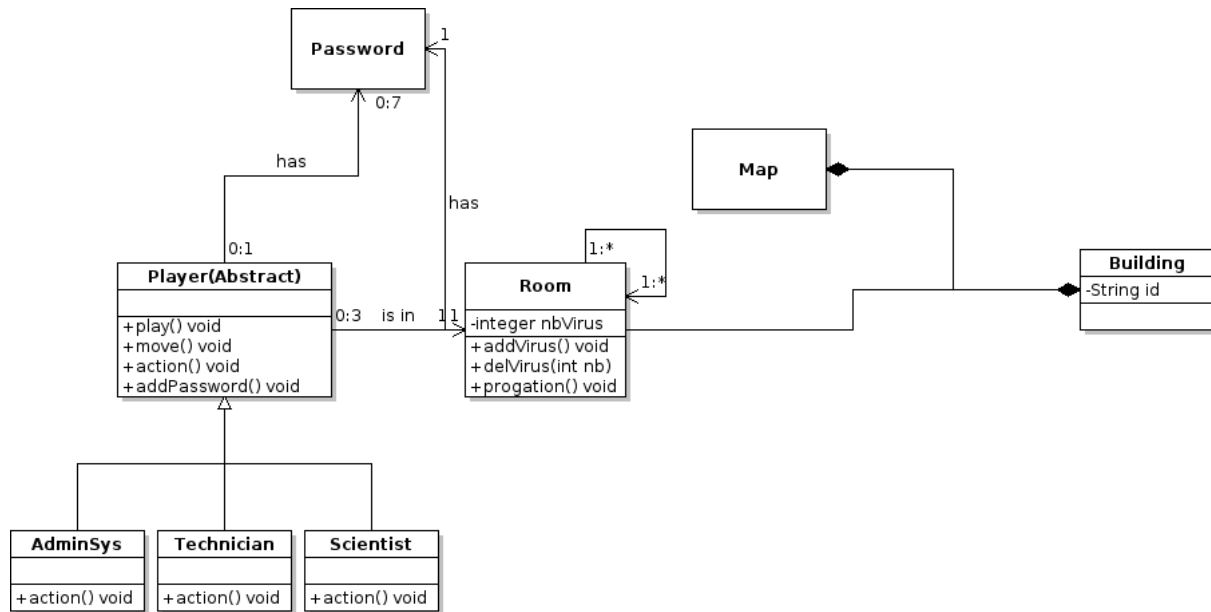 Password
1
0:7
has
has
0:1
Map
Player(Abstract)
+play() void
+move() void
+action() void
+addPassword() void
0:3 is in 11
1:*
1:*
Room
-integer nbVirus
+addVirus() void
+delVirus(int nb)
+progation() void
Building
-String id
AdminSys
+action() void
Technician
+action() void
Scientist
+action() void